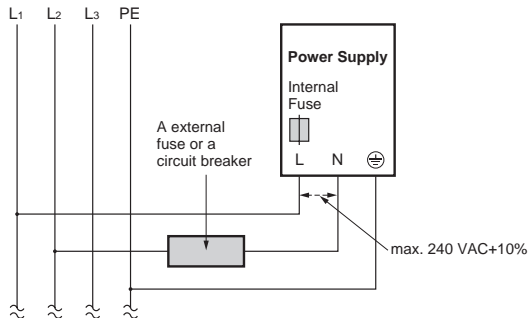 L1 L2 L3 PE
Power Supply
Internal
Fuse
L N
A external
fuse or a
circuit breaker
max. 240 VAC+10%